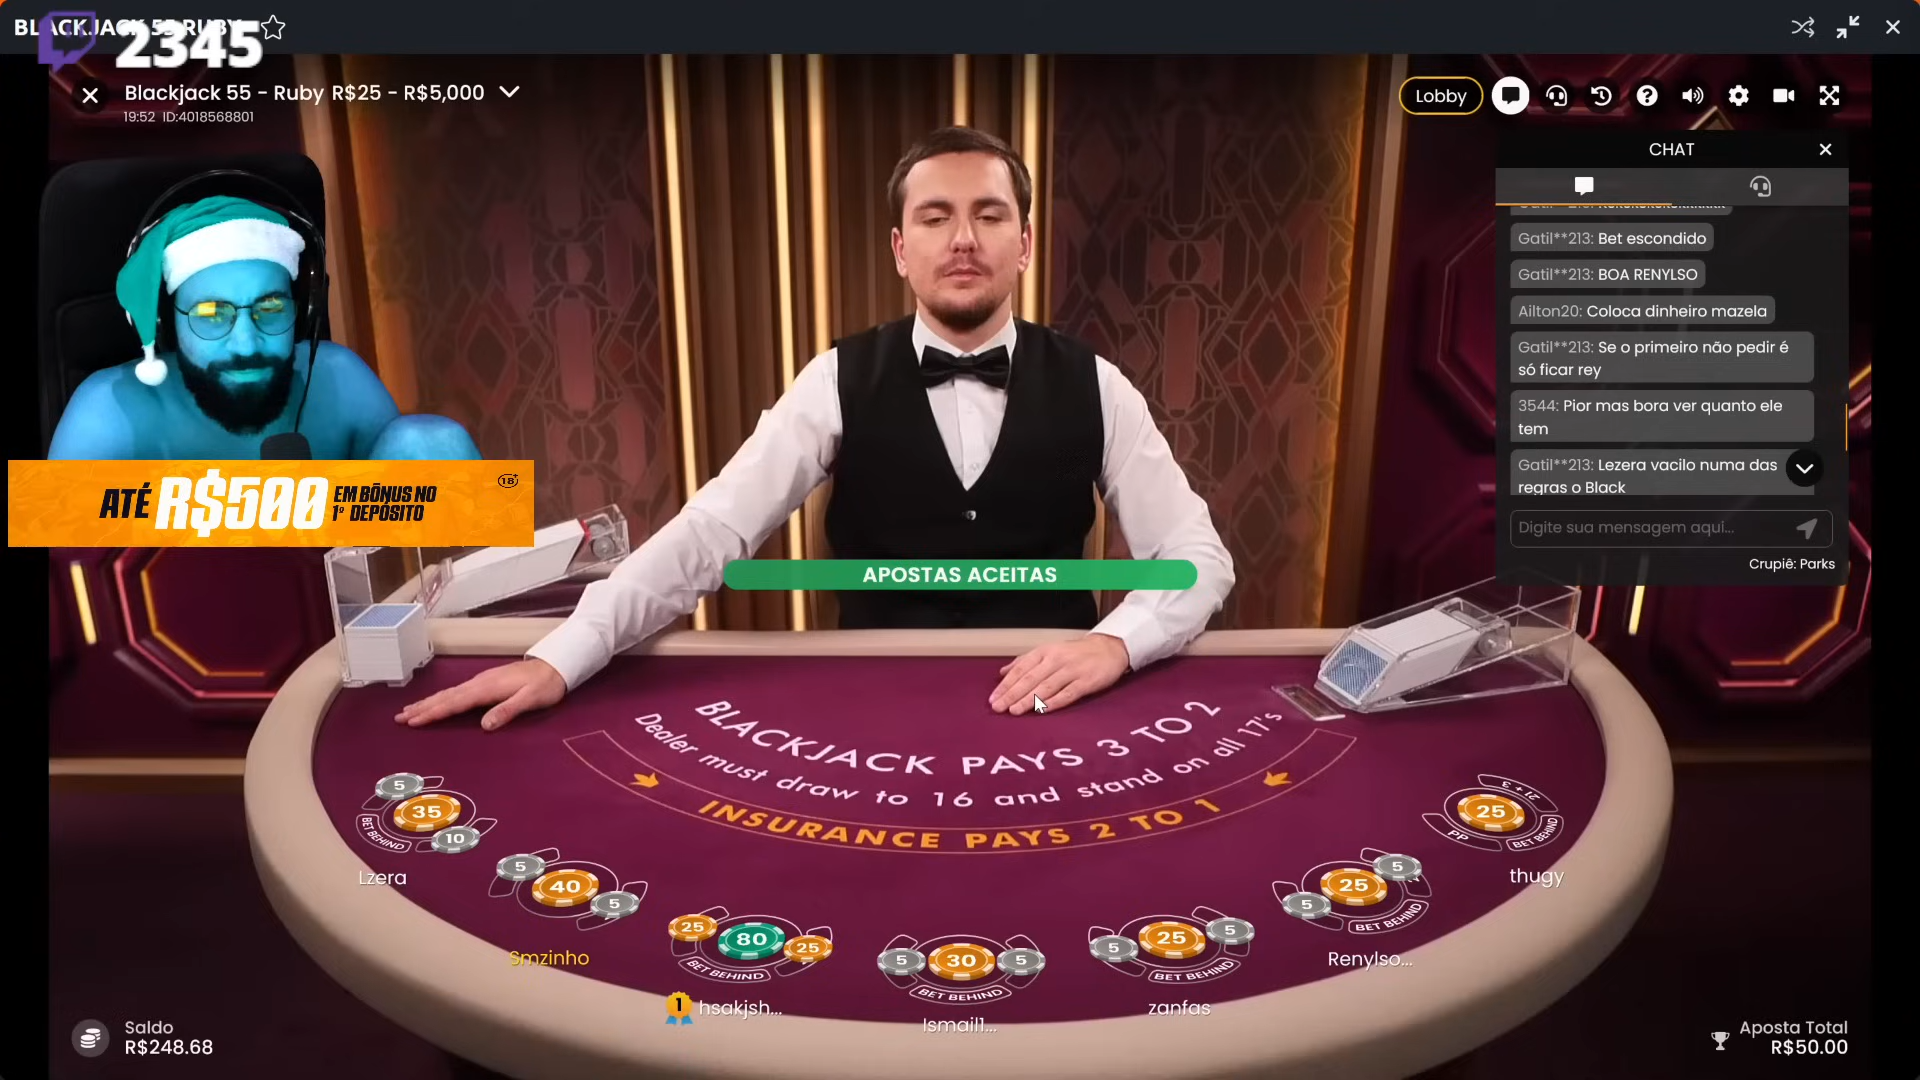 BLACKJACK 55 RUBY
2345
Blackjack 55 - Ruby R$25 - R$5,000
19:52 ID:4018568801
Lobby
CHAT
Gatil**213: Bet escondido
Gatil**213: BOA RENYLSO
Ailton20: Coloca dinheiro mazela
Gatil**213: Se o primeiro não pedir é
só ficar rey
3544: Pior mas bora ver quanto ele
tem
Gatil**213: Lezera vacilo numa das
regras o Black
Digite sua mensagem aqui...
Crupiê: Parks
ATÉ R$500 EM BÔNUS NO
1º DEPÓSITO
18+
APOSTAS ACEITAS
BLACKJACK PAYS 3 TO 2
Dealer must draw to 16 and stand on all 17's
INSURANCE PAYS 2 TO 1
5
35
10
BET BEHIND
Lzera
5
40
5
Smzinho
25
80
25
BET BEHIND
1 hsakjsh...
5
30
5
BET BEHIND
Ismail1...
5
25
5
BET BEHIND
zanfas
5
25
5
BET BEHIND
Renylso...
21+3
25
PP
BET BEHIND
thugy
Saldo
R$248.68
Aposta Total
R$50.00